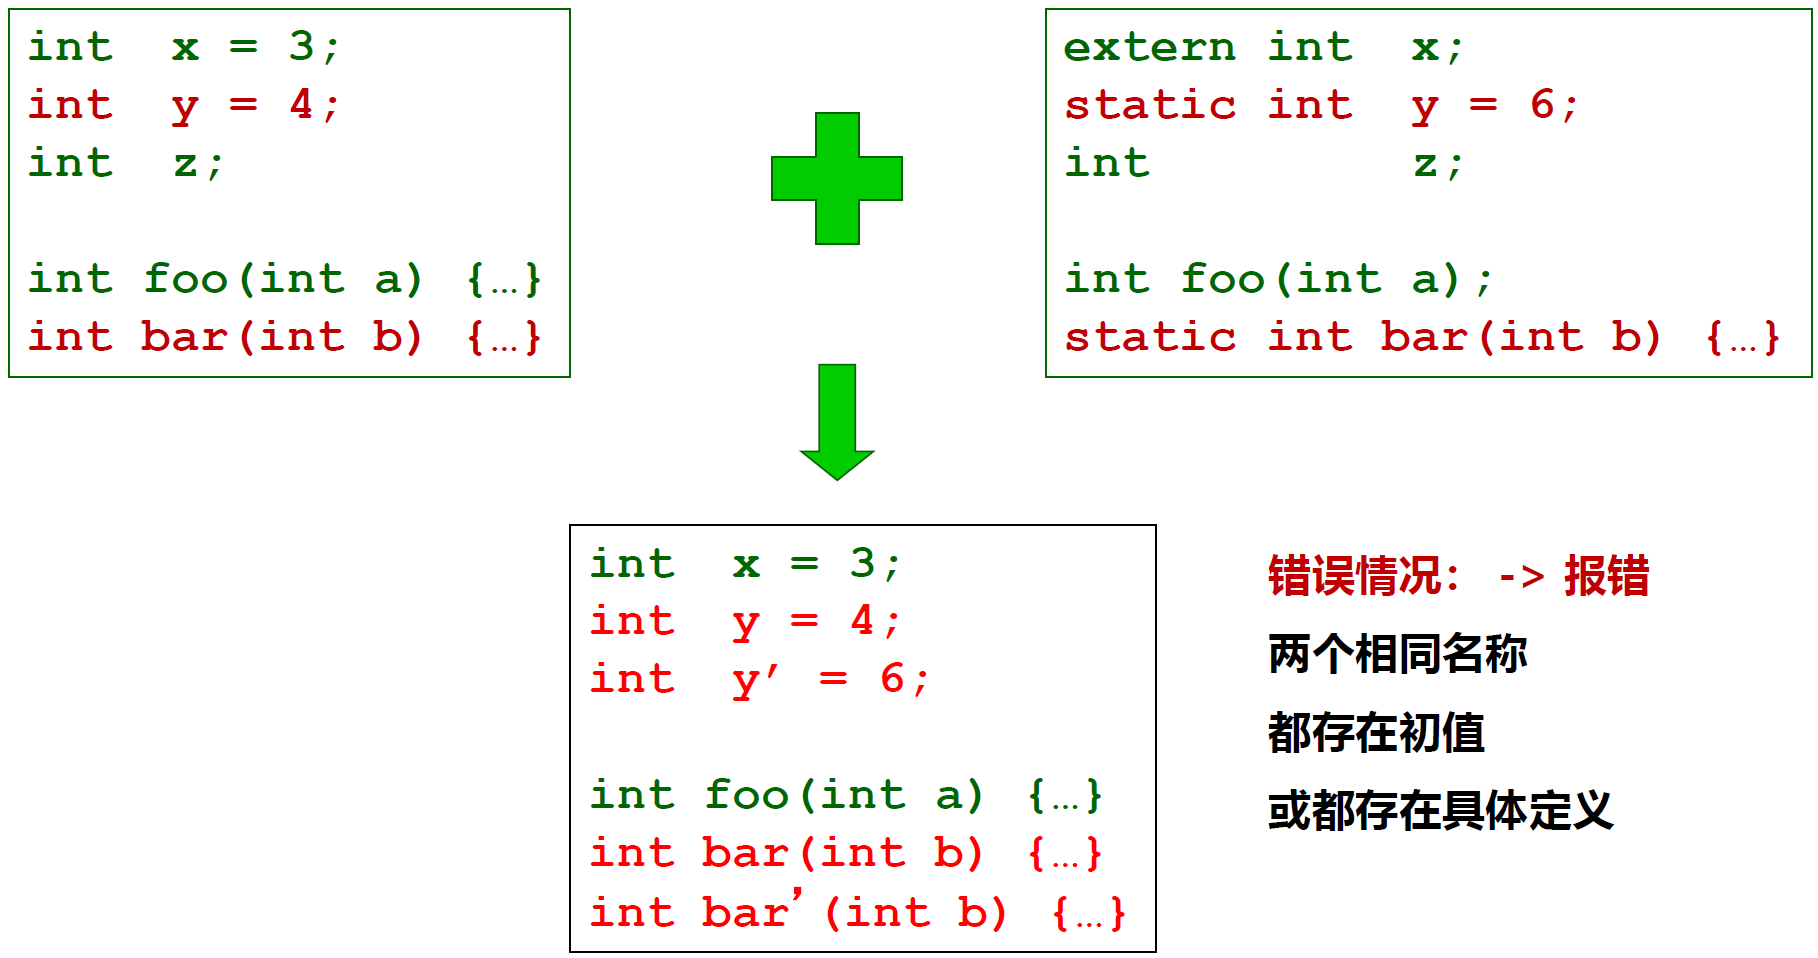 int  x = 3;
int  y = 4;
int  z;
int foo(int a) {…}
int bar(int b) {…}
extern int  x;
static int  y = 6;
int         z;
int foo(int a);
static int bar(int b) {…}
int  x = 3;
int  y = 4;
int  y’ = 6;
int foo(int a) {…}
int bar(int b) {…}
int bar’(int b) {…}
错误情况： -> 报错
两个相同名称
都存在初值
或都存在具体定义